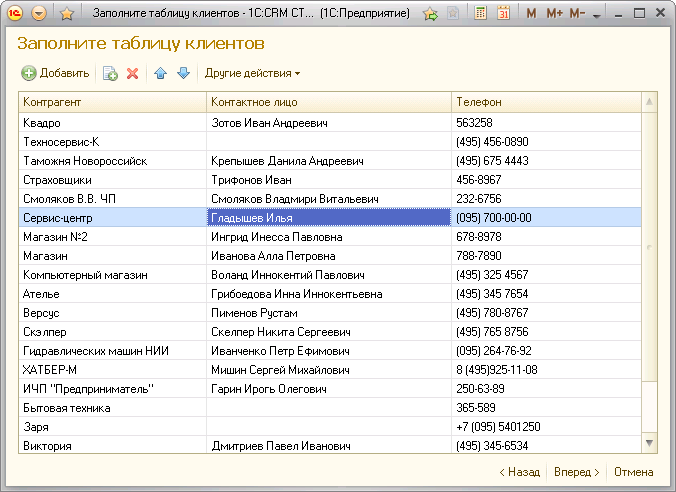 Заполните таблицу клиентов - 1С:CRM СТ... (1С:Предприятие) M M+ M-
Заполните таблицу клиентов
Добавить Другие действия
Контрагент Контактное лицо Телефон
Квадро Зотов Иван Андреевич 563258
Техносервис-К (495) 456-0890
Таможня Новороссийск Крепышев Данила Андреевич (495) 675 4443
Страховщики Трифонов Иван 456-8967
Смоляков В.В. ЧП Смоляков Владмири Витальевич 232-6756
Сервис-центр Гладышев Илья (095) 700-00-00
Магазин №2 Ингрид Инесса Павловна 678-8978
Магазин Иванова Алла Петровна 788-7890
Компьютерный магазин Воланд Иннокентий Павлович (495) 325 4567
Ателье Грибоедова Инна Иннокентьевна (495) 345 7654
Версус Пименов Рустам (495) 780-8767
Скэлпер Скелпер Никита Сергеевич (495) 765 8756
Гидравлических машин НИИ Иванченко Петр Ефимович (095) 264-76-92
ХАТБЕР-М Мишин Сергей Михайлович 8 (495)925-11-08
ИЧП "Предприниматель" Гарин Ирогь Олегович 250-63-89
Бытовая техника 365-589
Заря +7 (095) 5401250
Виктория Дмитриев Павел Иванович (495) 345-6534
< Назад Вперед > Отмена